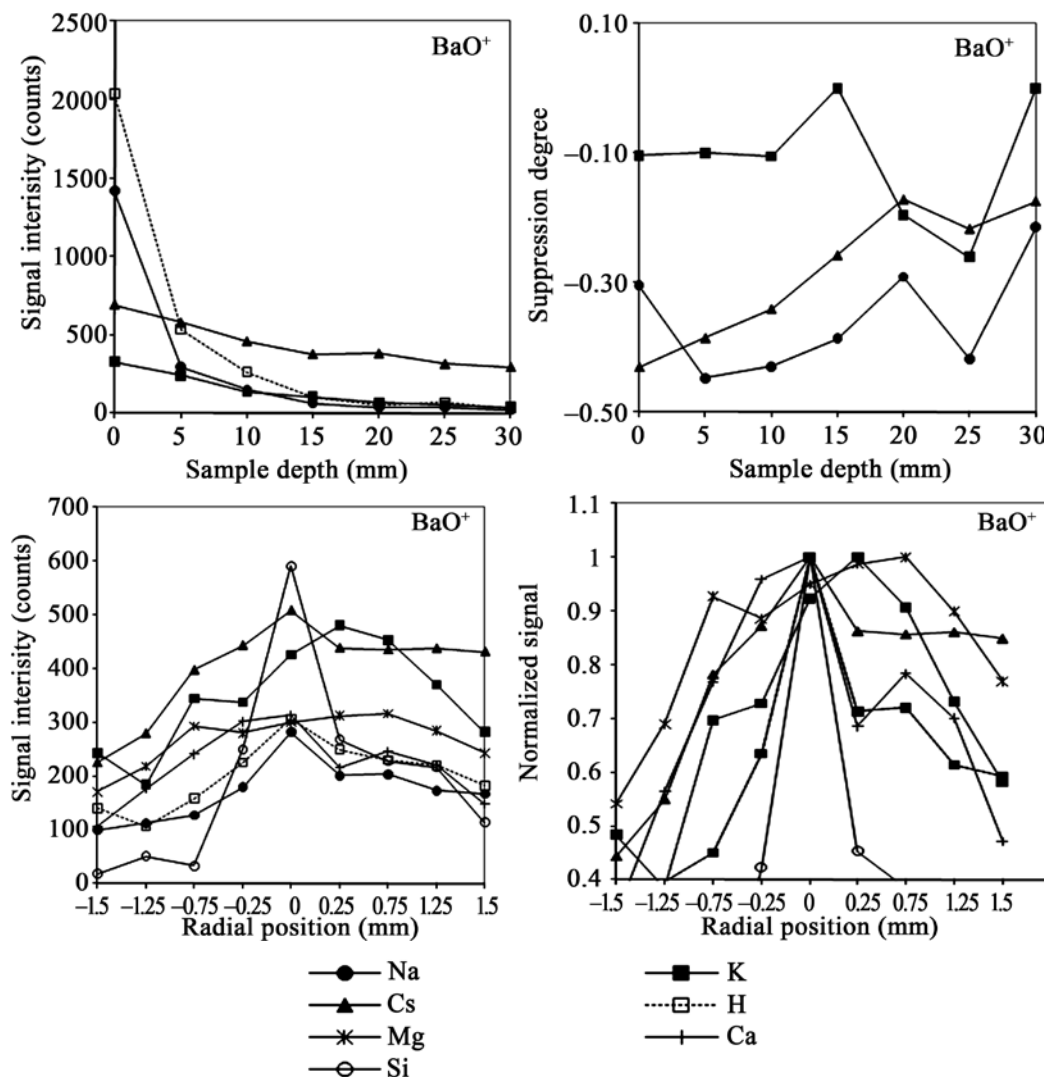 BaO+
Signal interisity (counts)
2500
2000
1500
1000
500
0
0 5 10 15 20 25 30
Sample depth (mm)
BaO+
Suppression degree
0.10
−0.10
−0.30
−0.50
0 5 10 15 20 25 30
Sample depth (mm)
BaO+
Signal interisity (counts)
700
600
500
400
300
200
100
0
−1.5 −1.25 −0.75 −0.25 0 0.25 0.75 1.25 1.5
Radial position (mm)
BaO+
Normalized signal
1.1
1
0.9
0.8
0.7
0.6
0.5
0.4
−1.5 −1.25 −0.75 −0.25 0 0.25 0.75 1.25 1.5
Radial position (mm)
Na
Cs
Mg
Si
K
H
Ca